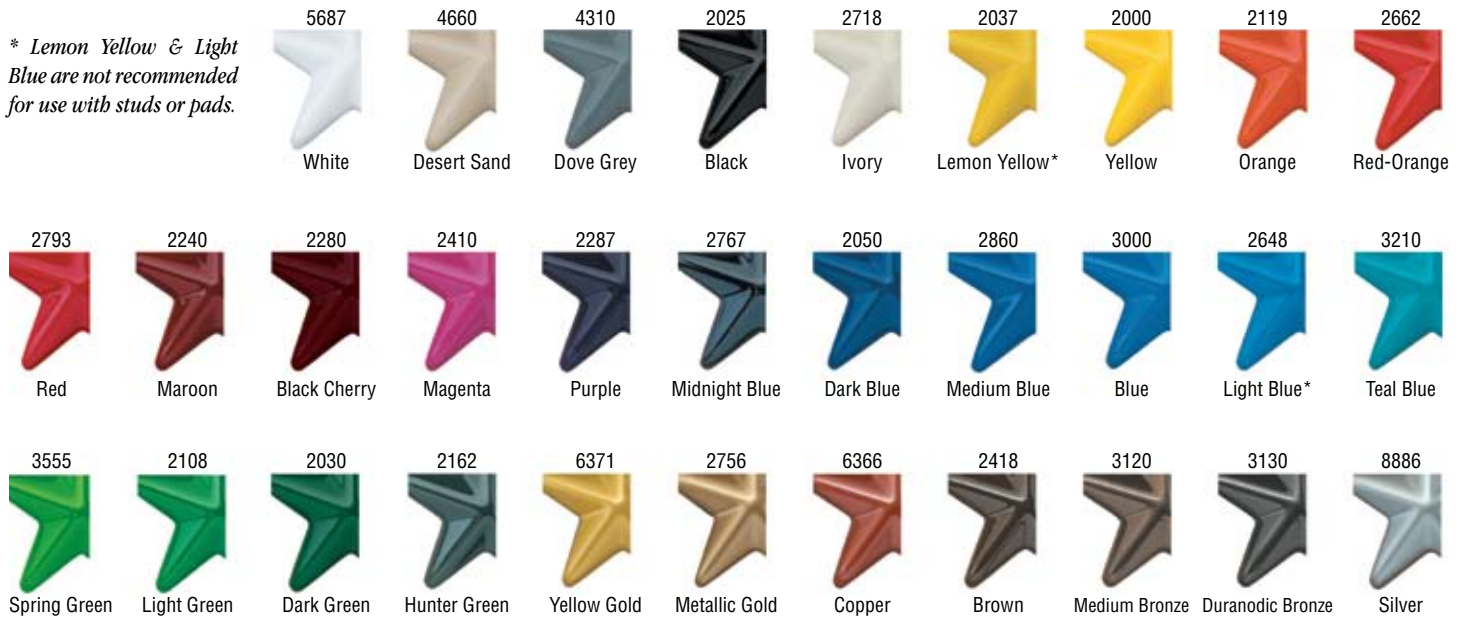 * Lemon Yellow & Light
Blue are not recommended
for use with studs or pads.
5687 4660 4310 2025 2718 2037 2000 2119 2662
White Desert Sand Dove Grey Black Ivory Lemon Yellow* Yellow Orange Red-Orange
2793 2240 2280 2410 2287 2767 2050 2860 3000 2648 3210
Red Maroon Black Cherry Magenta Purple Midnight Blue Dark Blue Medium Blue Blue Light Blue* Teal Blue
3555 2108 2030 2162 6371 2756 6366 2418 3120 3130 8886
Spring Green Light Green Dark Green Hunter Green Yellow Gold Metallic Gold Copper Brown Medium Bronze Duranodic Bronze Silver